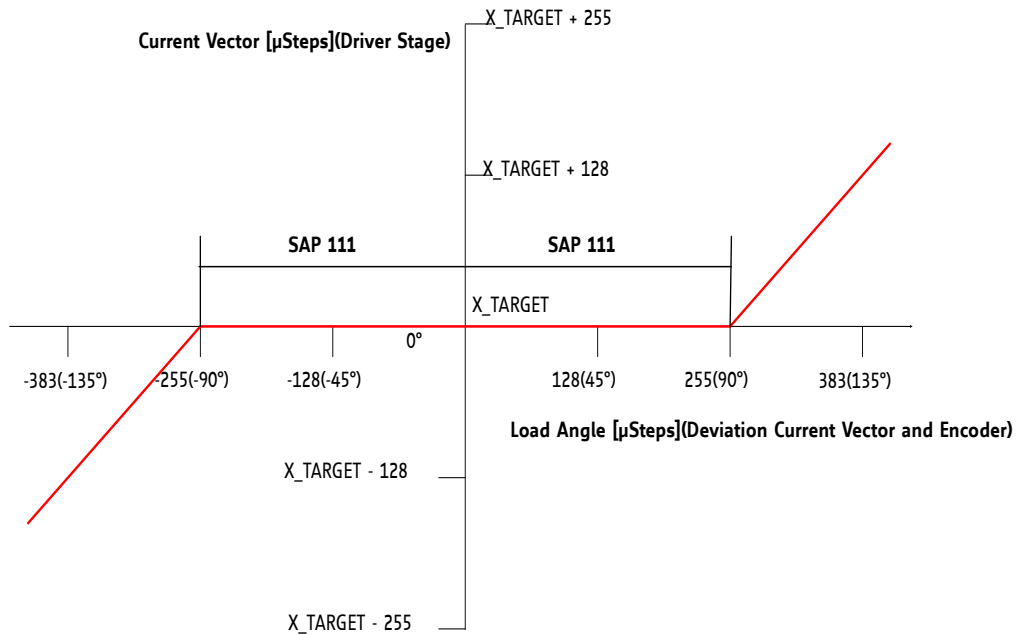 X_TARGET + 255
Current Vector [µSteps](Driver Stage)
X_TARGET + 128
SAP 111
SAP 111
X_TARGET
0°
-383(-135°)
-255(-90°)
-128(-45°)
128(45°)
255(90°)
383(135°)
Load Angle [µSteps](Deviation Current Vector and Encoder)
X_TARGET - 128
X_TARGET - 255